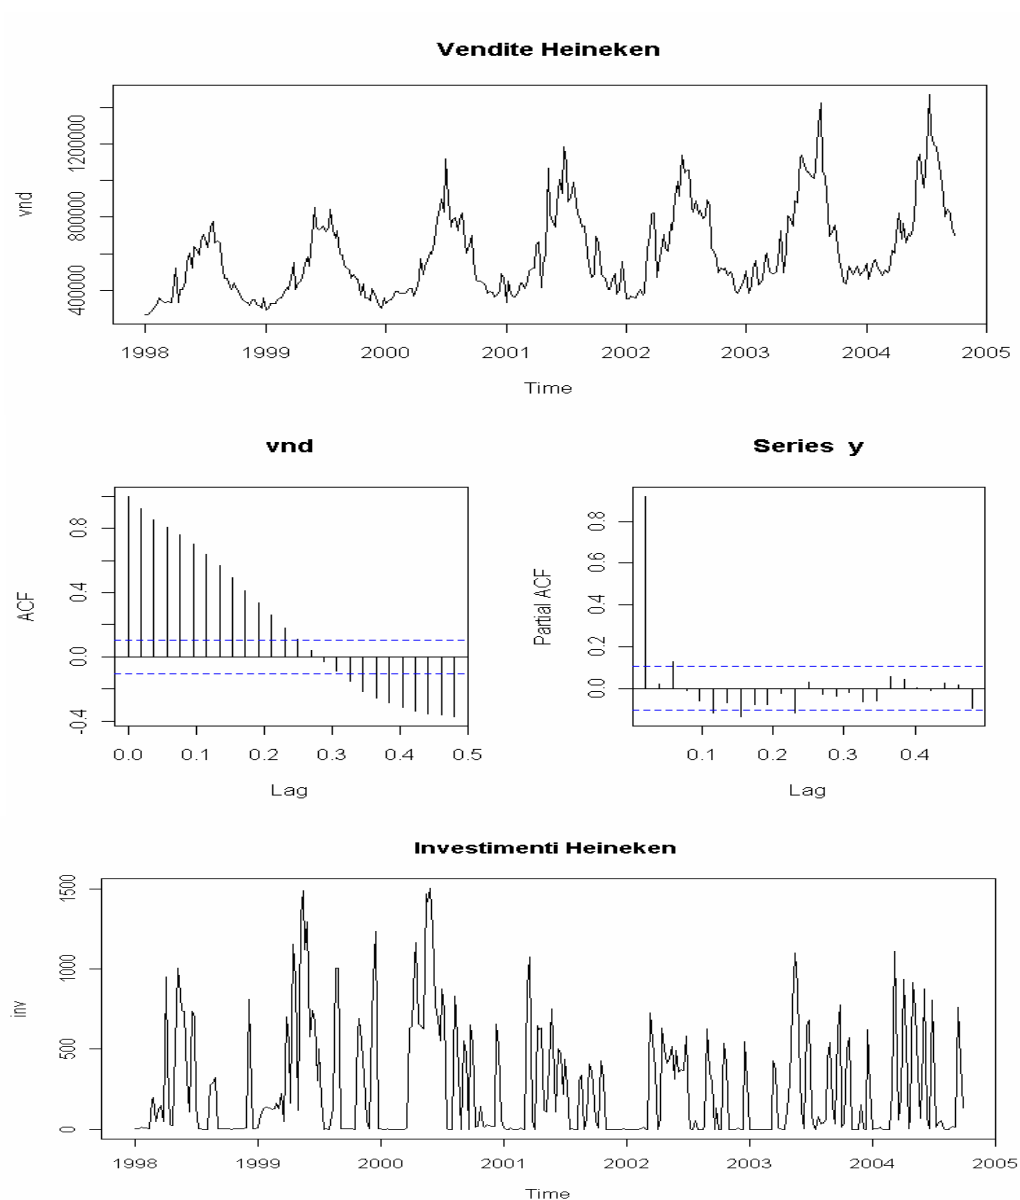 Vendite Heineken
vnd
400000 800000 1200000
1998 1999 2000 2001 2002 2003 2004 2005
Time
vnd
ACF
-0.4 0.0 0.4 0.8
0.0 0.1 0.2 0.3 0.4 0.5
Lag
Series y
Partial ACF
0.0 0.2 0.4 0.6 0.8
0.1 0.2 0.3 0.4
Lag
Investimenti Heineken
inv
0 500 1000 1500
1998 1999 2000 2001 2002 2003 2004 2005
Time